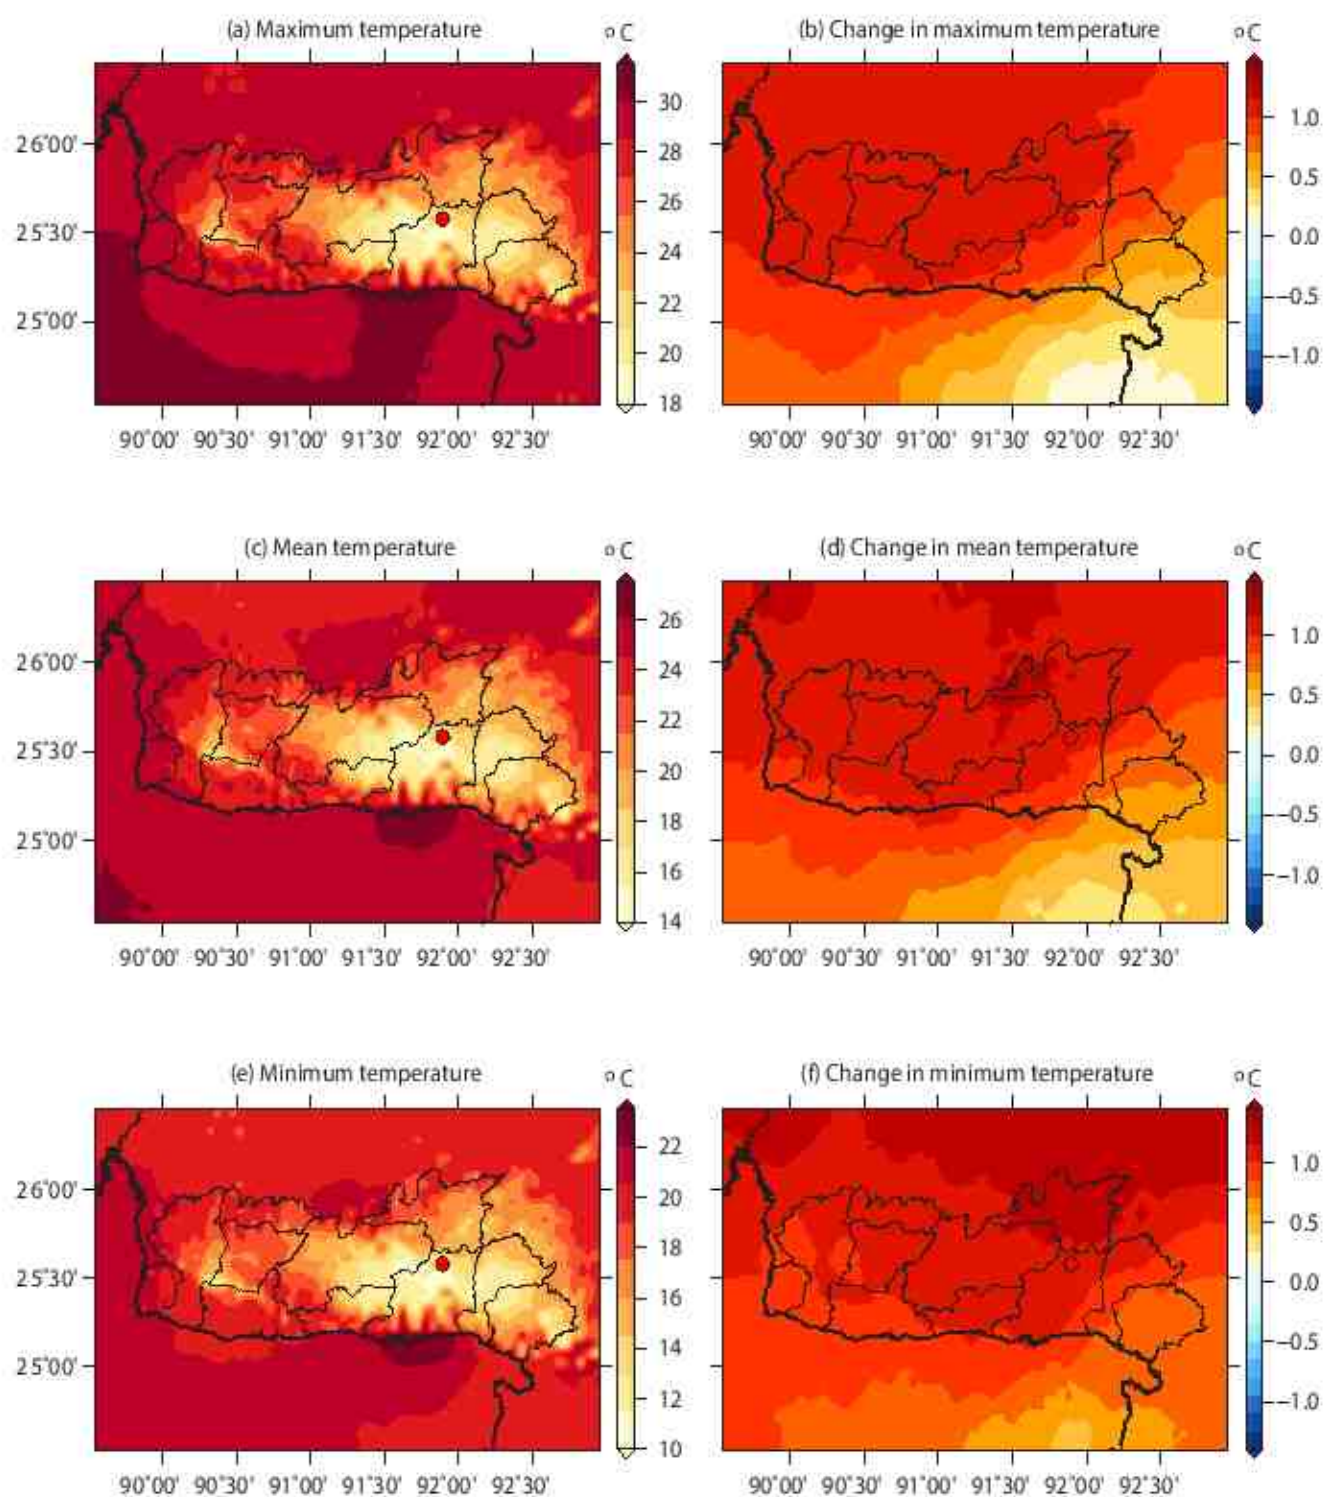 (a) Maximum temperature
°C
(b) Change in maximum temperature
°C
26°00'
25°30'
25°00'
30
28
26
24
22
20
18
1.0
0.5
0.0
−0.5
−1.0
90°00' 90°30' 91°00' 91°30' 92°00' 92°30'
90°00' 90°30' 91°00' 91°30' 92°00' 92°30'
(c) Mean temperature
°C
(d) Change in mean temperature
°C
26°00'
25°30'
25°00'
26
24
22
20
18
16
14
1.0
0.5
0.0
−0.5
−1.0
90°00' 90°30' 91°00' 91°30' 92°00' 92°30'
90°00' 90°30' 91°00' 91°30' 92°00' 92°30'
(e) Minimum temperature
°C
(f) Change in minimum temperature
°C
26°00'
25°30'
25°00'
22
20
18
16
14
12
10
1.0
0.5
0.0
−0.5
−1.0
90°00' 90°30' 91°00' 91°30' 92°00' 92°30'
90°00' 90°30' 91°00' 91°30' 92°00' 92°30'